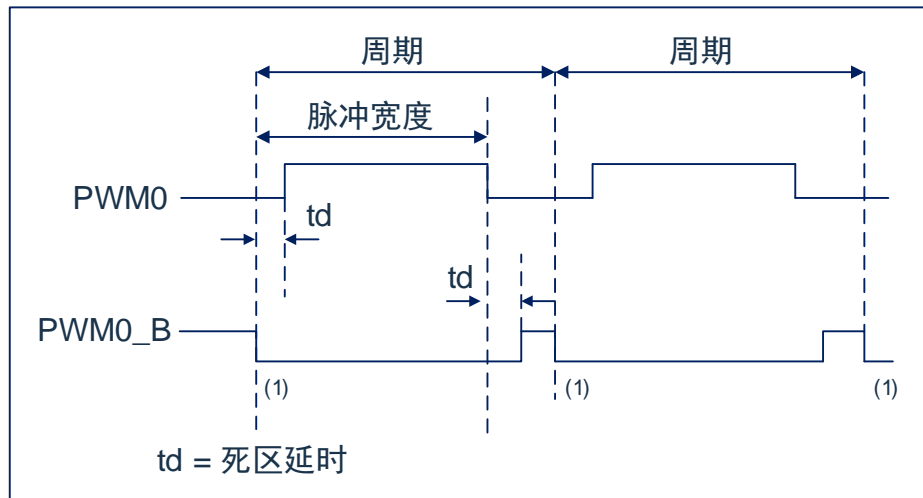 周期 周期
脉冲宽度
PWM0
td
td
PWM0_B
(1) (1) (1)
td = 死区延时